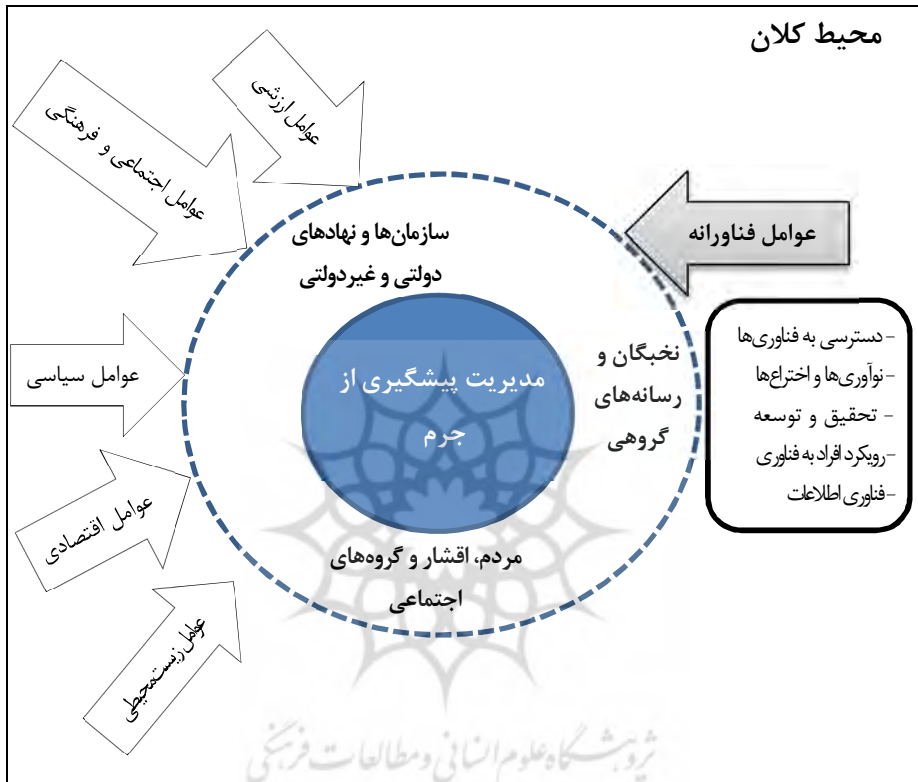 محیط کلان
عوامل ارزشی
عوامل اجتماعی و فرهنگی
عوامل فناورانه
سازمان‌ها و نهادهای
دولتی و غیردولتی
-دسترسی به فناوری‌ها
-نوآوری‌ها و اختراع‌ها
- تحقیق و توسعه
-رویکرد افراد به فناوری
-فناوری اطلاعات
نخبگان و
رسانه‌های
گروهی
مدیریت پیشگیری از
جرم
عوامل سیاسی
عوامل اقتصادی
مردم، اقشار و گروه‌های
اجتماعی
عوامل زیست‌محیطی
پژوهشگاه علوم انسانی و مطالعات فرهنگی